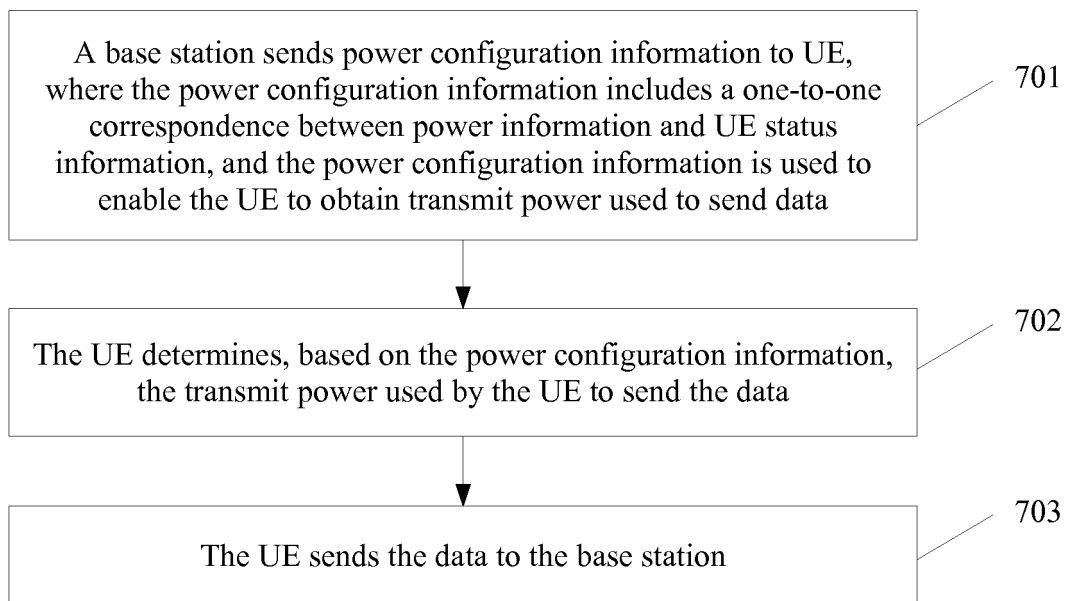 A base station sends power configuration information to UE,
where the power configuration information includes a one-to-one
correspondence between power information and UE status
information, and the power configuration information is used to
enable the UE to obtain transmit power used to send data
701
The UE determines, based on the power configuration information,
the transmit power used by the UE to send the data
702
The UE sends the data to the base station
703